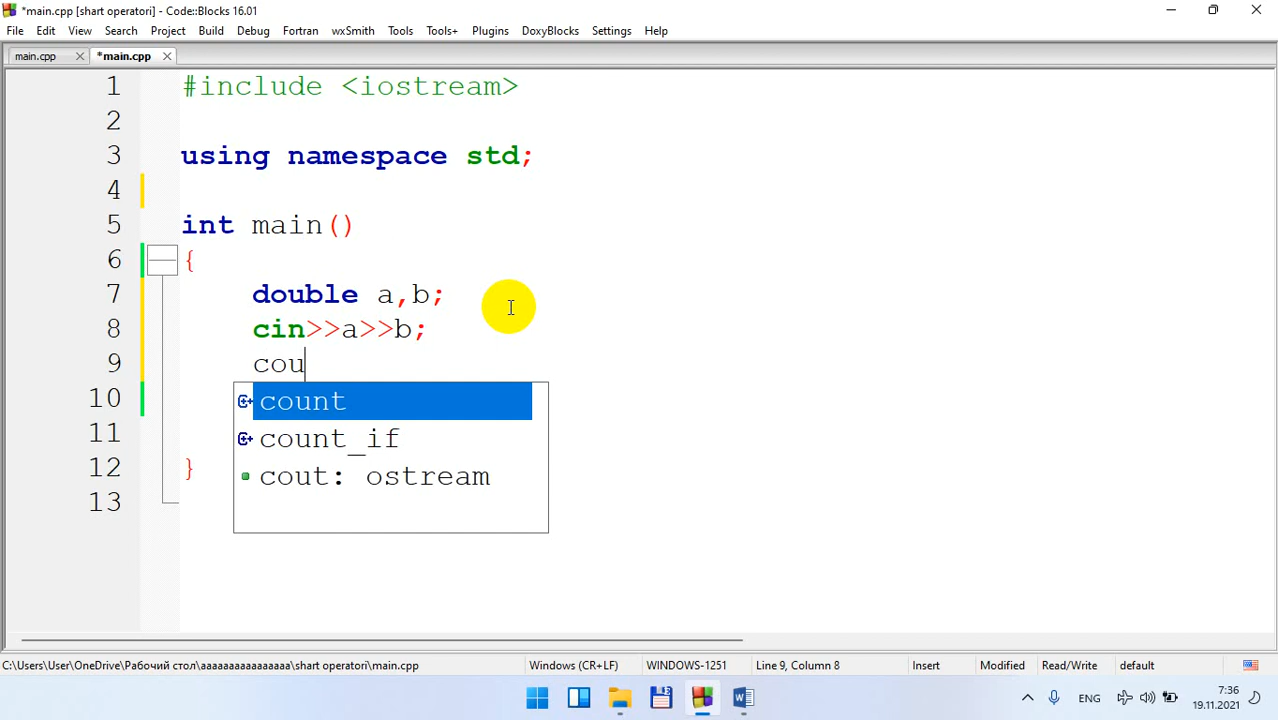 *main.cpp [shart operatori] - Code::Blocks 16.01
File Edit View Search Project Build Debug Fortran wxSmith Tools Tools+ Plugins DoxyBlocks Settings Help
main.cpp *main.cpp
1 #include <iostream>
2
3 using namespace std;
4
5 int main()
6 {
7 double a,b;
8 cin>>a>>b;
9 cou
10 count
11 count_if
12 } cout: ostream
13
C:\Users\User\OneDrive\Рабочий стол\aaaaaaaaaaaaaaaa\shart operatori\main.cpp Windows (CR+LF) WINDOWS-1251 Line 9, Column 8 Insert Modified Read/Write default
ENG 7:36
19.11.2021